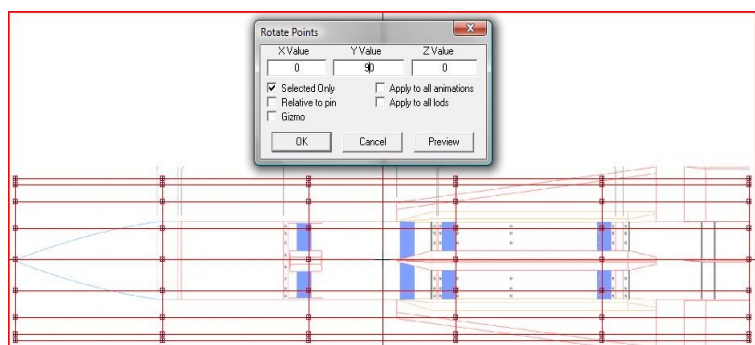 Rotate Points
X Value Y Value Z Value
0 90 0
Selected Only Apply to all animations
Relative to pin Apply to all lods
Gizmo
OK Cancel Preview